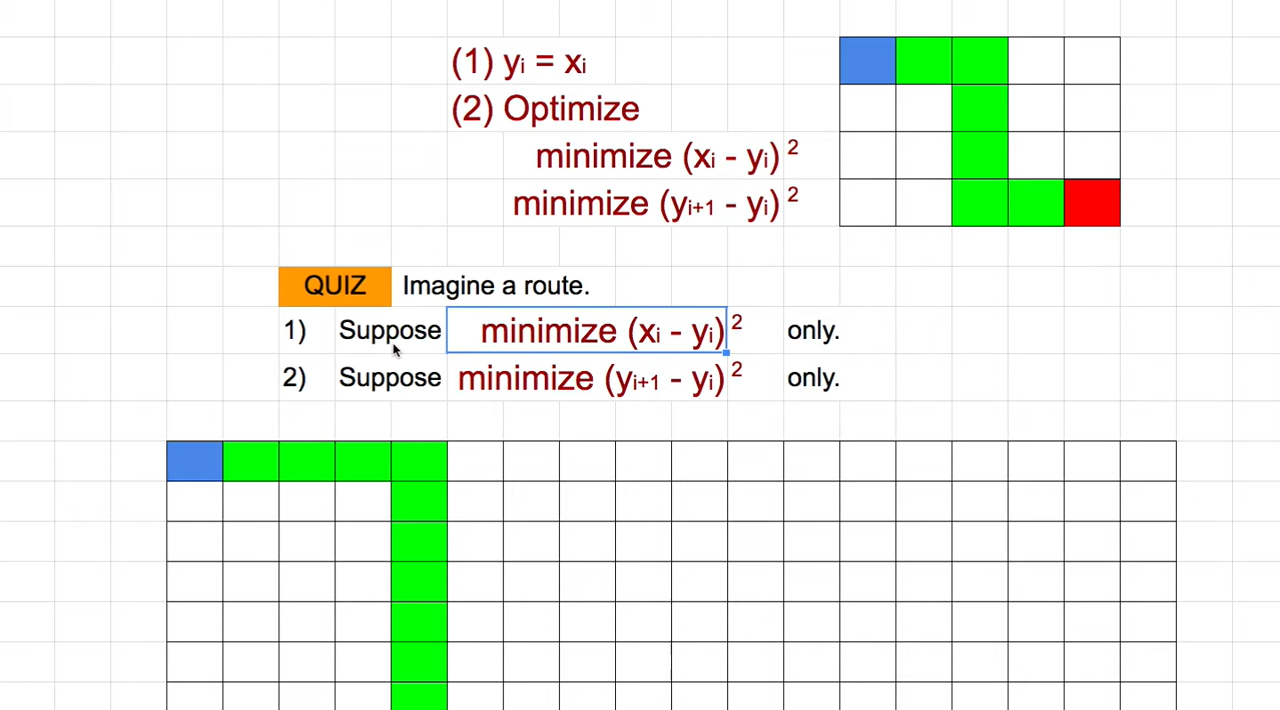 (1) yi = xi
(2) Optimize
minimize (xi - yi) 2
minimize (yi+1 - yi) 2
QUIZ Imagine a route.
1) Suppose minimize (xi - yi) 2 only.
2) Suppose minimize (yi+1 - yi) 2 only.